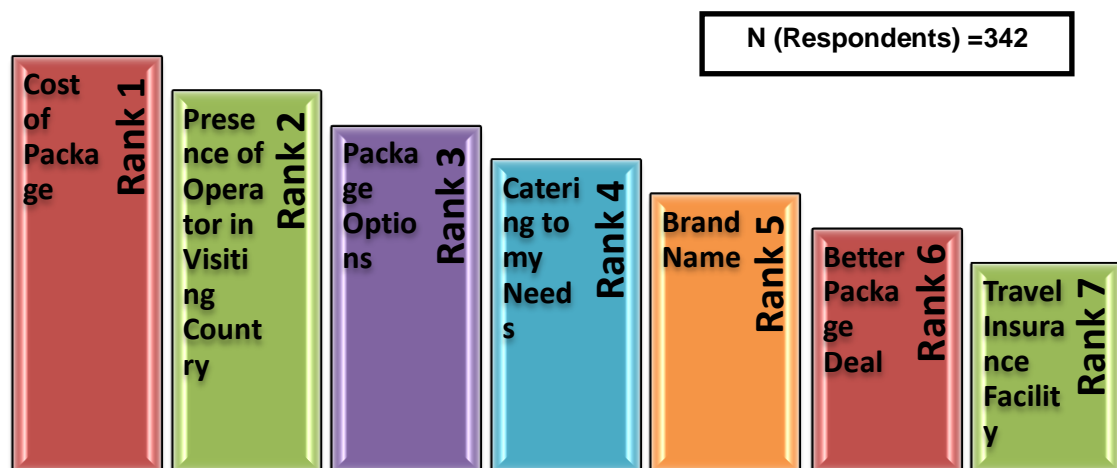 N (Respondents) =342
Cost
of
Packa
ge
Rank 1
Prese
nce of
Opera
tor in
Visiti
ng
Count
ry
Rank 2
Packa
ge
Optio
ns
Rank 3
Cateri
ng to
my
Need
s
Rank 4
Brand
Name
Rank 5
Better
Packa
ge
Deal
Rank 6
Travel
Insura
nce
Facilit
y
Rank 7